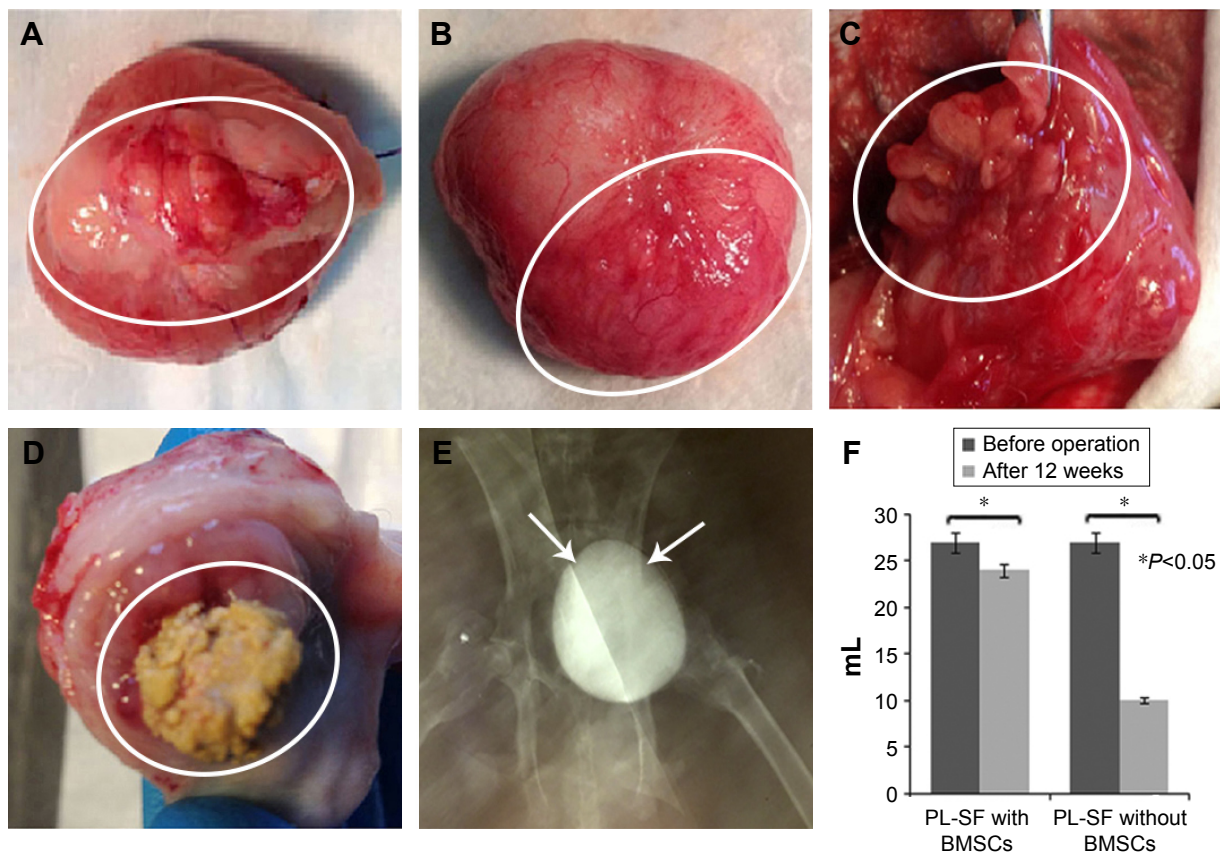 A
B
C
D
E
F
Before operation
After 12 weeks
mL
30
25
20
15
10
5
0
*
*
*P<0.05
PL-SF with
BMSCs
PL-SF without
BMSCs